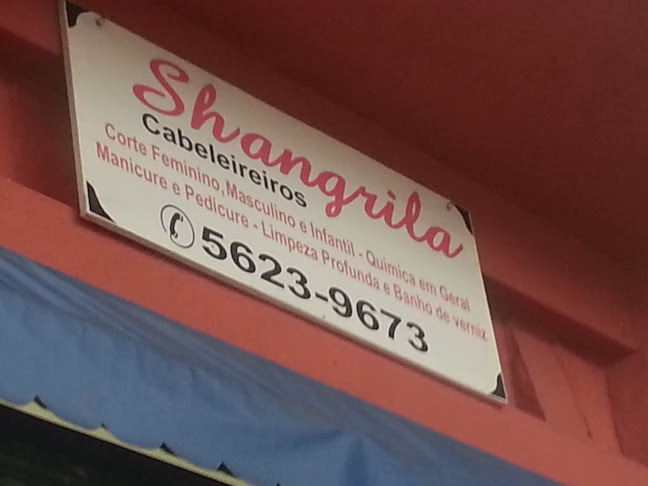 Shangrila
Cabeleireiros
Corte Feminino, Masculino e Infantil - Química em Geral
Manicure e Pedicure - Limpeza Profunda e Banho de verniz
5623-9673